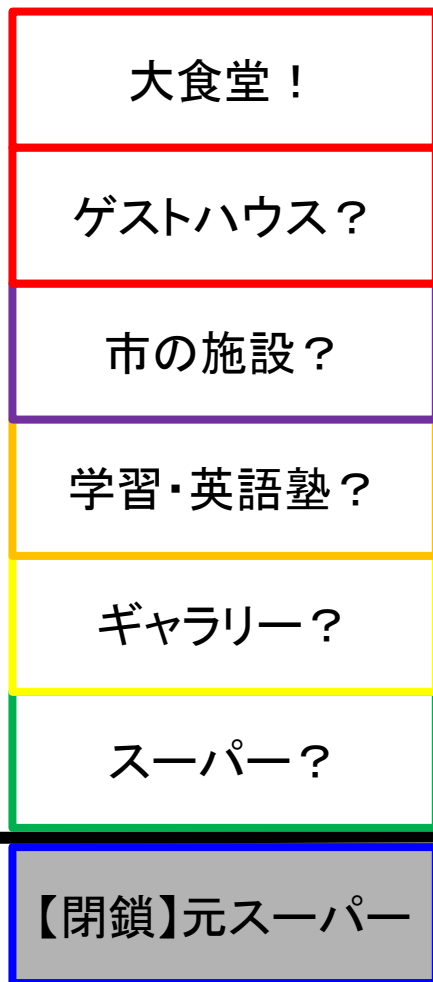 大食堂！
ゲストハウス？
市の施設？
学習・英語塾？
ギャラリー？
スーパー？
【閉鎖】元スーパー